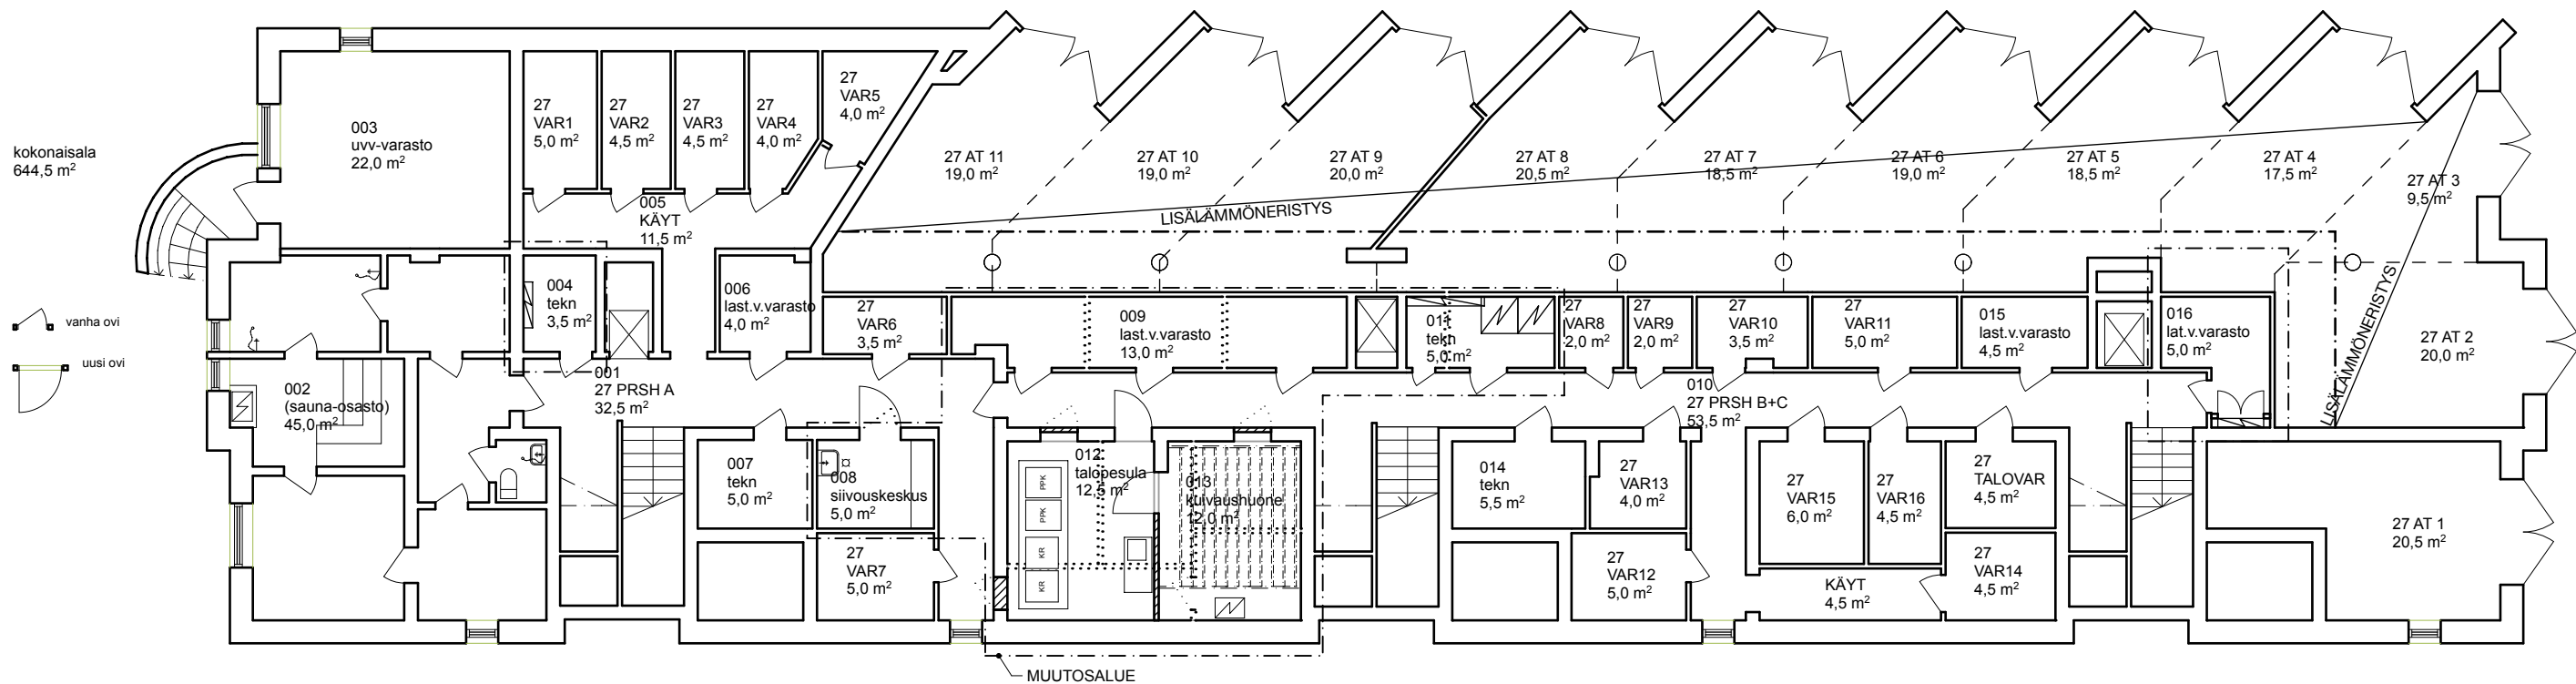 kokonaisala
644,5 m²
vanha ovi
uusi ovi
003
uvv-varasto
22,0 m²
27
VAR1
5,0 m²
27
VAR2
4,5 m²
27
VAR3
4,5 m²
27
VAR4
4,0 m²
27
VAR5
4,0 m²
005
KÄYT
11,5 m²
27 AT 11
19,0 m²
27 AT 10
19,0 m²
27 AT 9
20,0 m²
27 AT 8
20,5 m²
27 AT 7
18,5 m²
27 AT 6
19,0 m²
27 AT 5
18,5 m²
27 AT 4
17,5 m²
27 AT 3
9,5 m²
LISÄLÄMMÖNERISTYS
LISÄLÄMMÖNERISTYS
27 AT 2
20,0 m²
27 AT 1
20,5 m²
004
tekn
3,5 m²
006
last.v.varasto
4,0 m²
27
VAR6
3,5 m²
009
last.v.varasto
13,0 m²
011
tekn
5,0 m²
27
VAR8
2,0 m²
27
VAR9
2,0 m²
27
VAR10
3,5 m²
27
VAR11
5,0 m²
015
last.v.varasto
4,5 m²
016
lat.v.varasto
5,0 m²
002
(sauna-osasto)
45,0 m²
001
27 PRSH A
32,5 m²
010
27 PRSH B+C
53,5 m²
007
tekn
5,0 m²
008
siivouskeskus
5,0 m²
27
VAR7
5,0 m²
012
talopesula
12,5 m²
PPK
PPK
KR
KR
013
kuivaushuone
12,0 m²
014
tekn
5,5 m²
27
VAR13
4,0 m²
27
VAR12
5,0 m²
27
VAR15
6,0 m²
27
VAR16
4,5 m²
27
TALOVAR
4,5 m²
27
VAR14
4,5 m²
KÄYT
4,5 m²
MUUTOSALUE